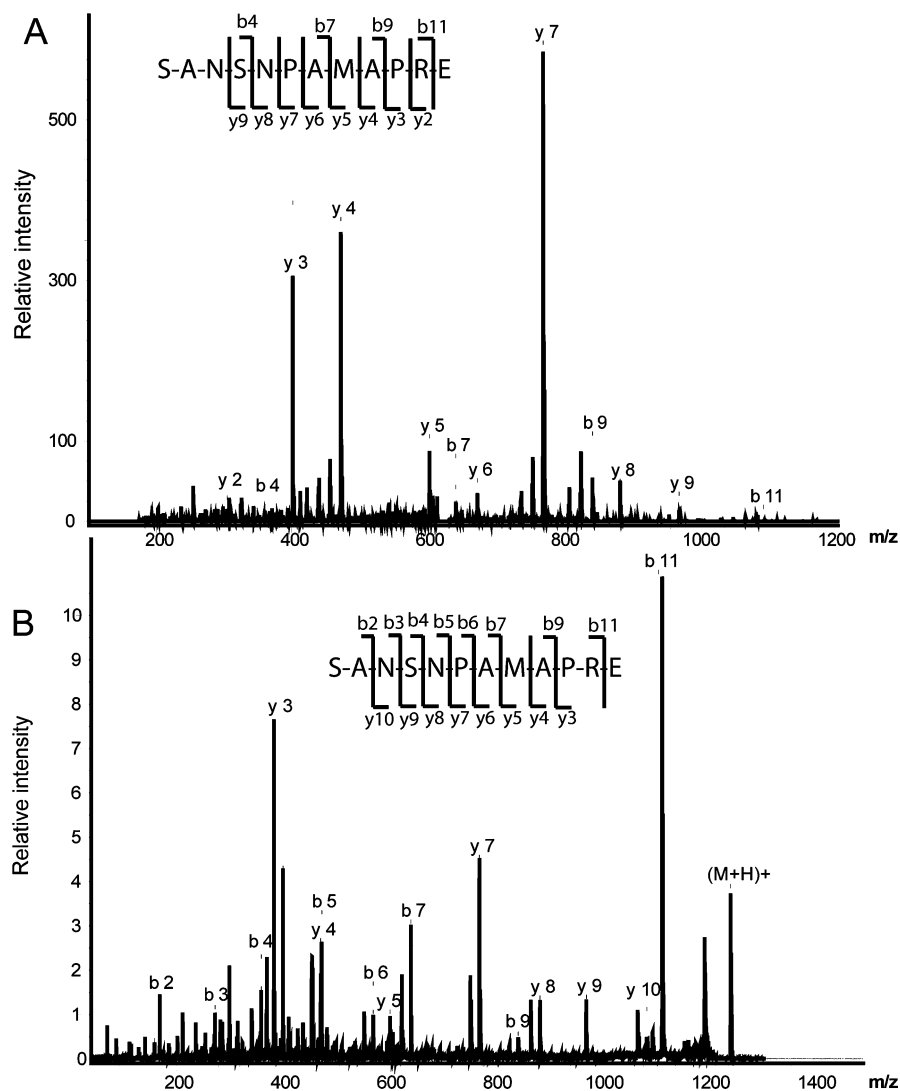 A
b4 b7 b9 b11
S-A-N-S-N-P-A-M-A-P-R-E
y9 y8 y7 y6 y5 y4 y3 y2
y 7
500
y 4
y 3
300
Relative intensity
100
y 5
b 7
b 9
y 2
b 4
y 6
y 8
y 9
b 11
0
200 400 600 800 1000 1200 m/z
B
b 11
10
b2 b3 b4 b5 b6 b7 b9 b11
S-A-N-S-N-P-A-M-A-P-R-E
y10 y9 y8 y7 y6 y5 y4 y3
9
8
y 3
7
6
Relative intensity
5
y 7
4
(M+H)+
3
b 5
b 7
y 4
b 4
2
b 2
b 3
b 6
y 5
y 8
y 9
y 10
1
b 9
0
200 400 600 800 1000 1200 1400 m/z